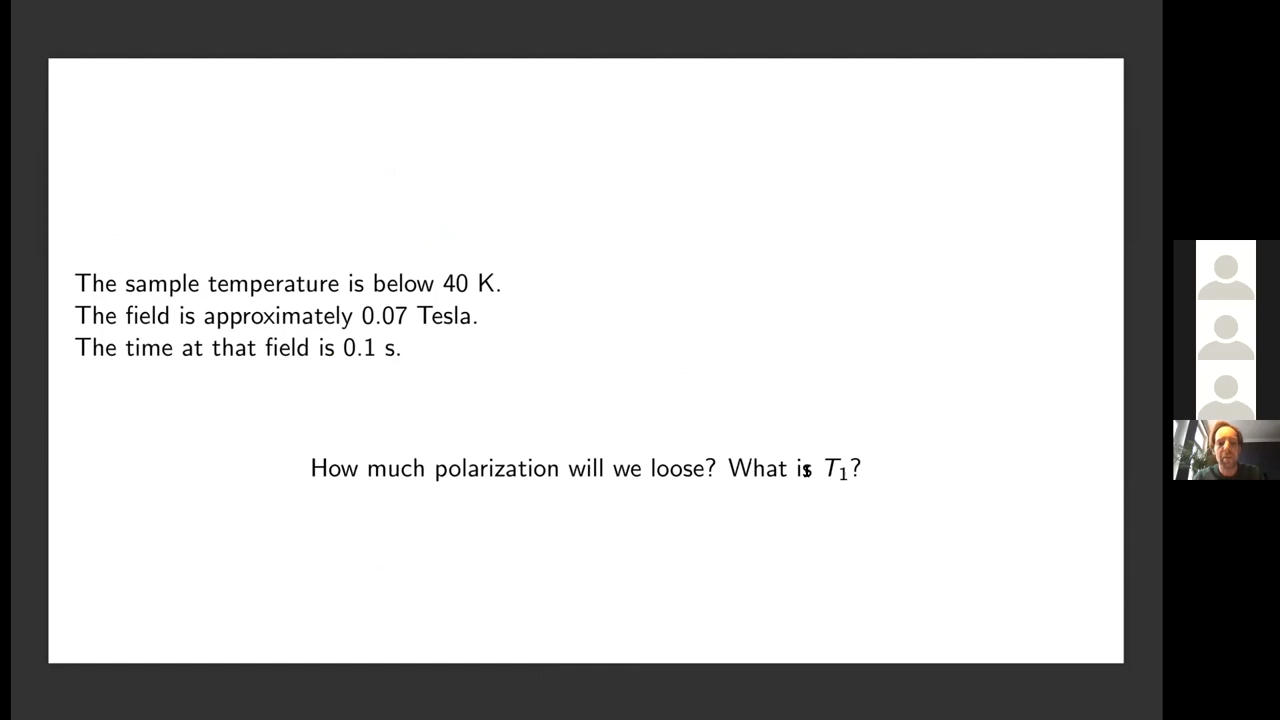 The sample temperature is below 40 K.
The field is approximately 0.07 Tesla.
The time at that field is 0.1 s.
How much polarization will we loose? What is T₁?